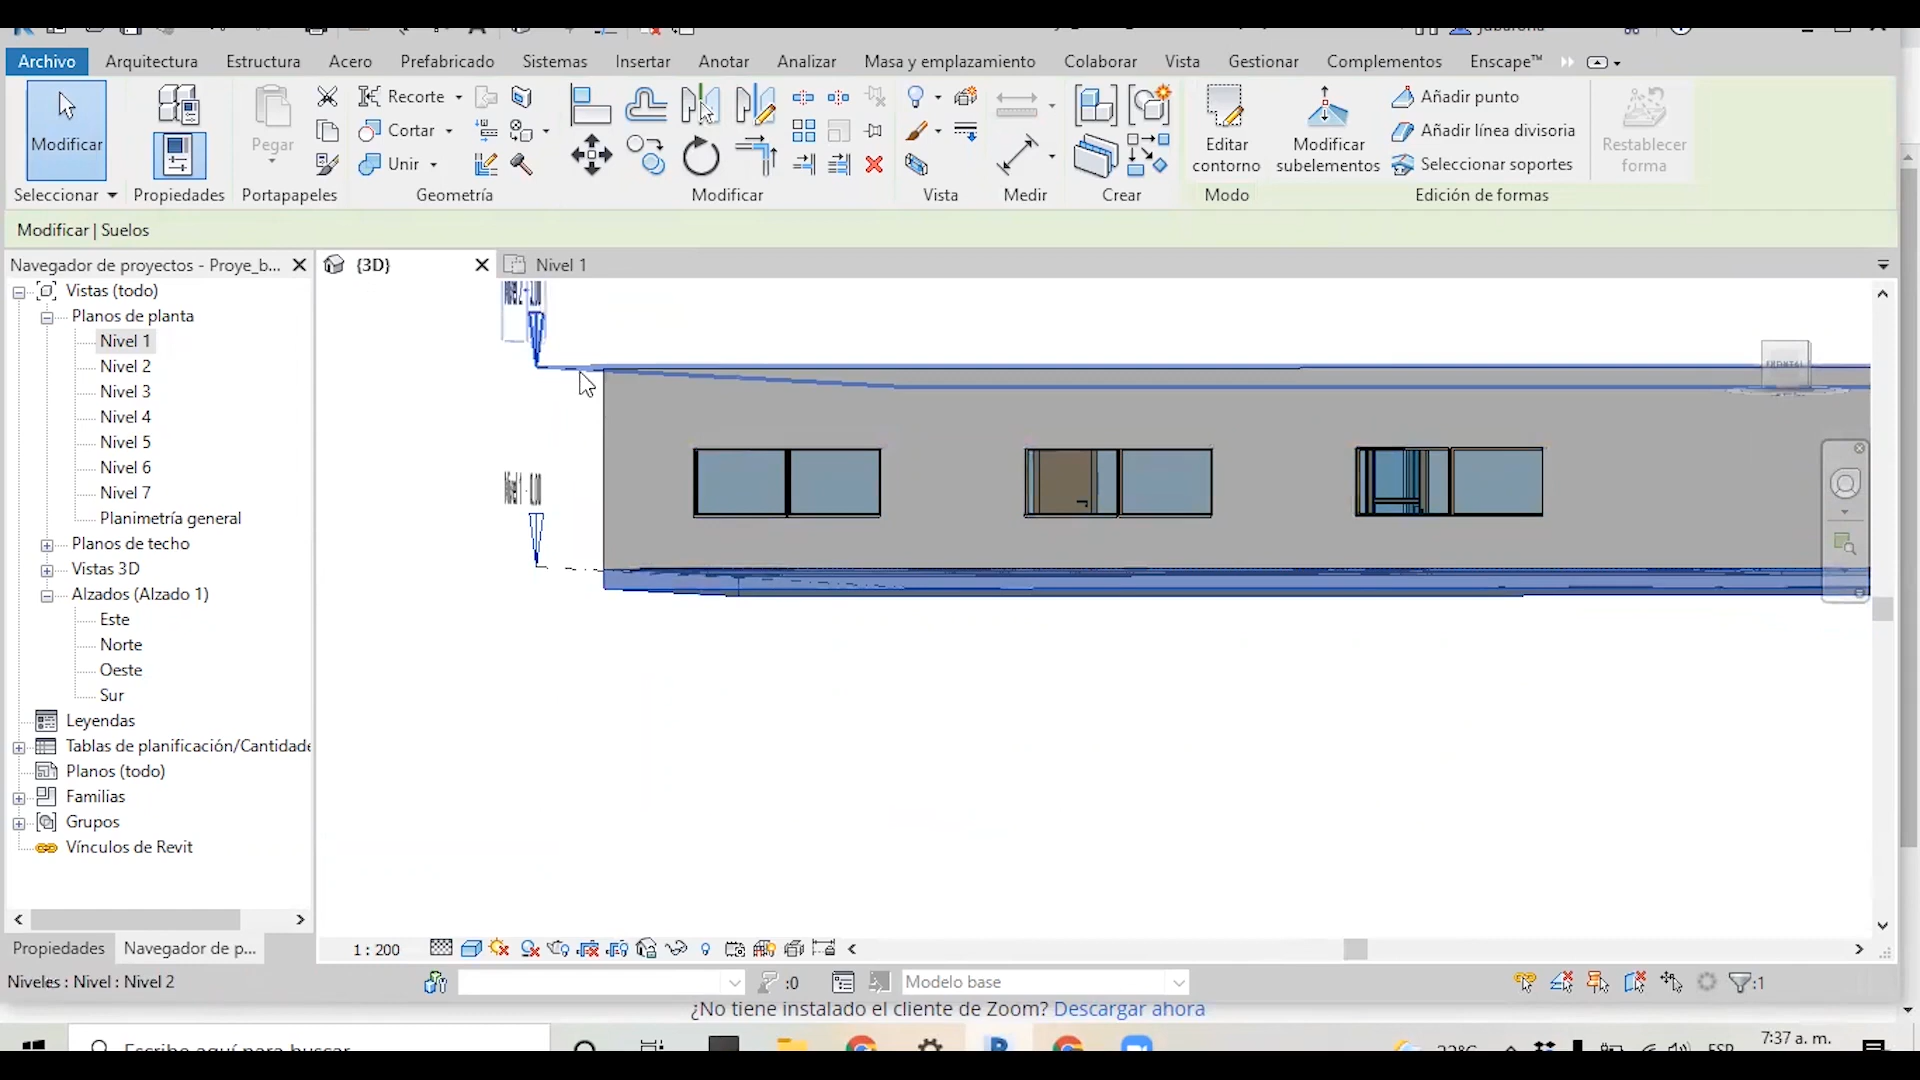 Archivo Arquitectura Estructura Acero Prefabricado Sistemas Insertar Anotar Analizar Masa y emplazamiento Colaborar Vista Gestionar Complementos Enscape™
Modificar
Pegar
Recorte
Cortar
Unir
Editar contorno
Modificar subelementos
Añadir punto
Añadir línea divisoria
Seleccionar soportes
Restablecer forma
Seleccionar Propiedades Portapapeles Geometría Modificar Vista Medir Crear Modo Edición de formas
Modificar | Suelos
Navegador de proyectos - Proye_b...
{3D}
Nivel 1
Vistas (todo)
Planos de planta
Nivel 1
Nivel 2
Nivel 3
Nivel 4
Nivel 5
Nivel 6
Nivel 7
Planimetría general
Planos de techo
Vistas 3D
Alzados (Alzado 1)
Este
Norte
Oeste
Sur
Leyendas
Tablas de planificación/Cantidade
Planos (todo)
Familias
Grupos
Vínculos de Revit
FRONTAL
Propiedades Navegador de p...
1 : 200
Niveles : Nivel : Nivel 2
:0
Modelo base
:1
¿No tiene instalado el cliente de Zoom? Descargar ahora
Escribe aquí para buscar
ESP
7:37 a. m.